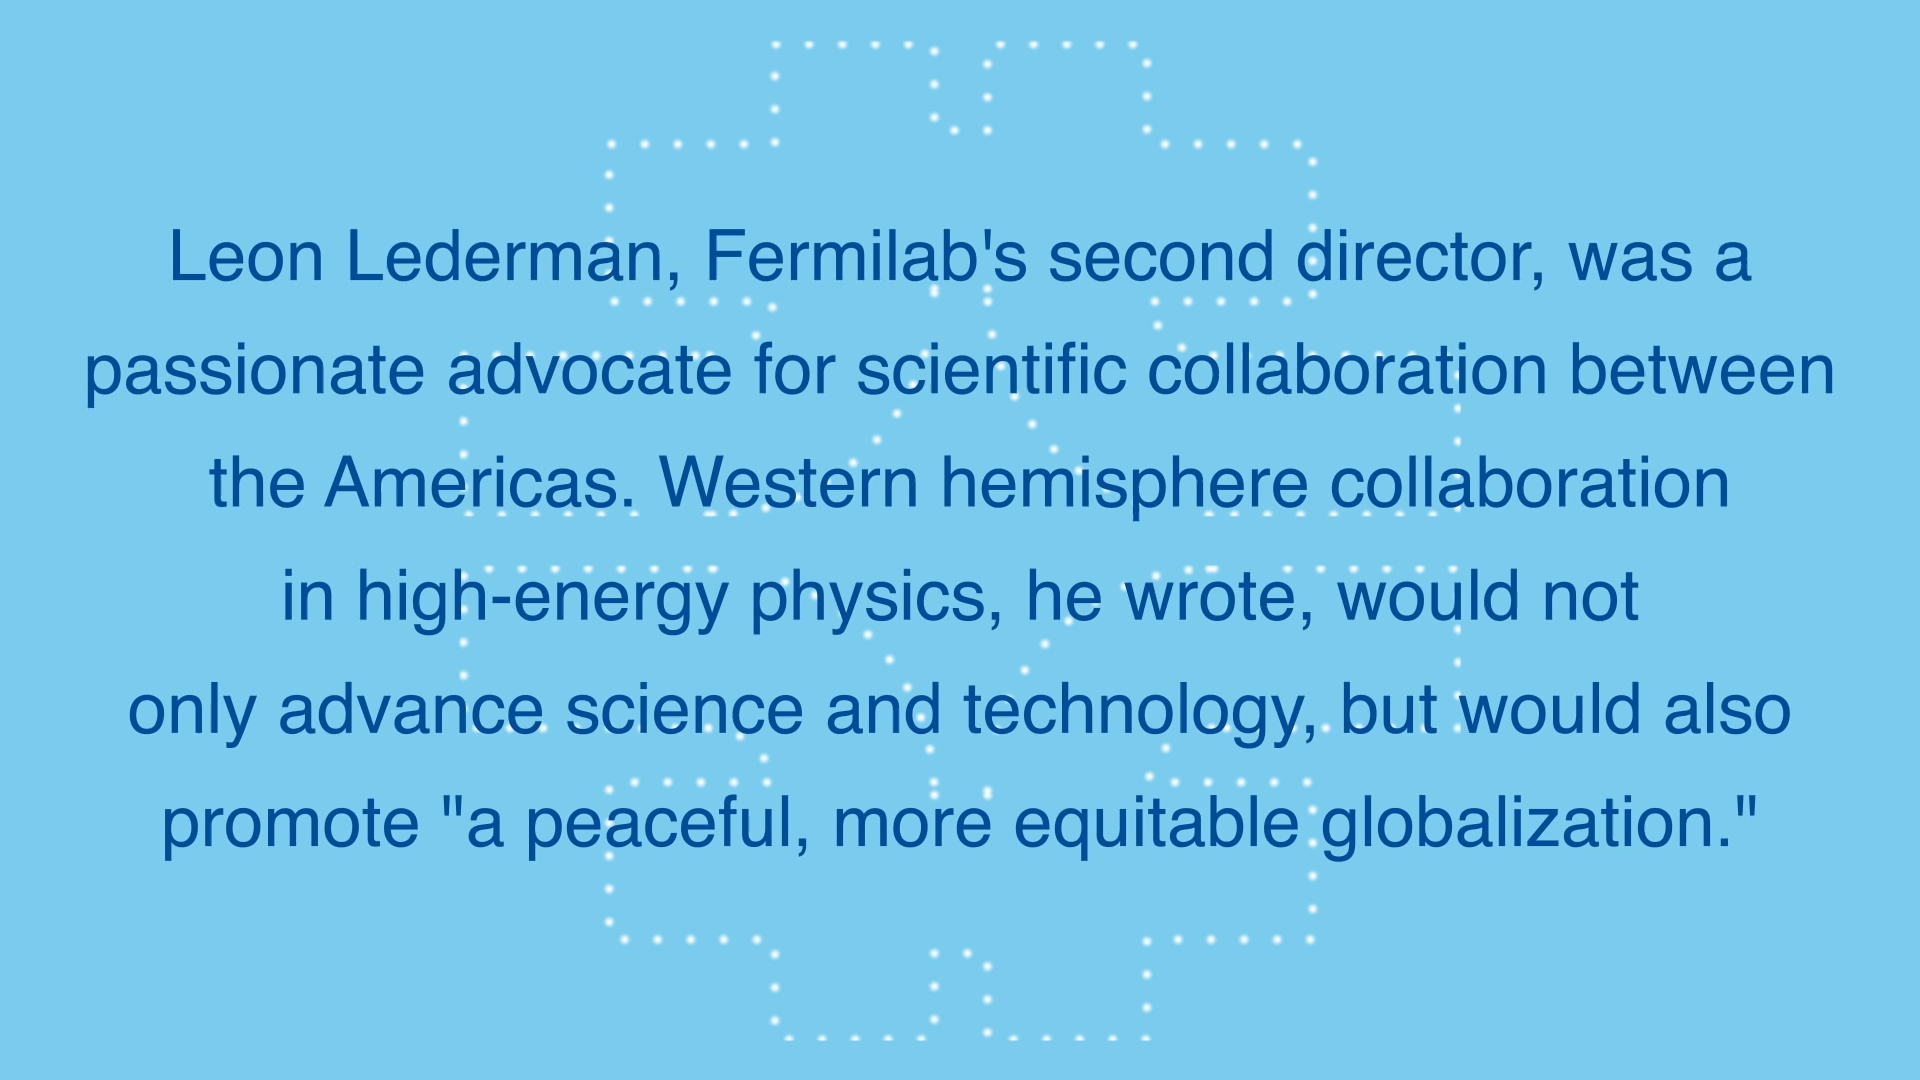 Leon Lederman, Fermilab's second director, was a
passionate advocate for scientific collaboration between
the Americas. Western hemisphere collaboration
in high-energy physics, he wrote, would not
only advance science and technology, but would also
promote "a peaceful, more equitable globalization."